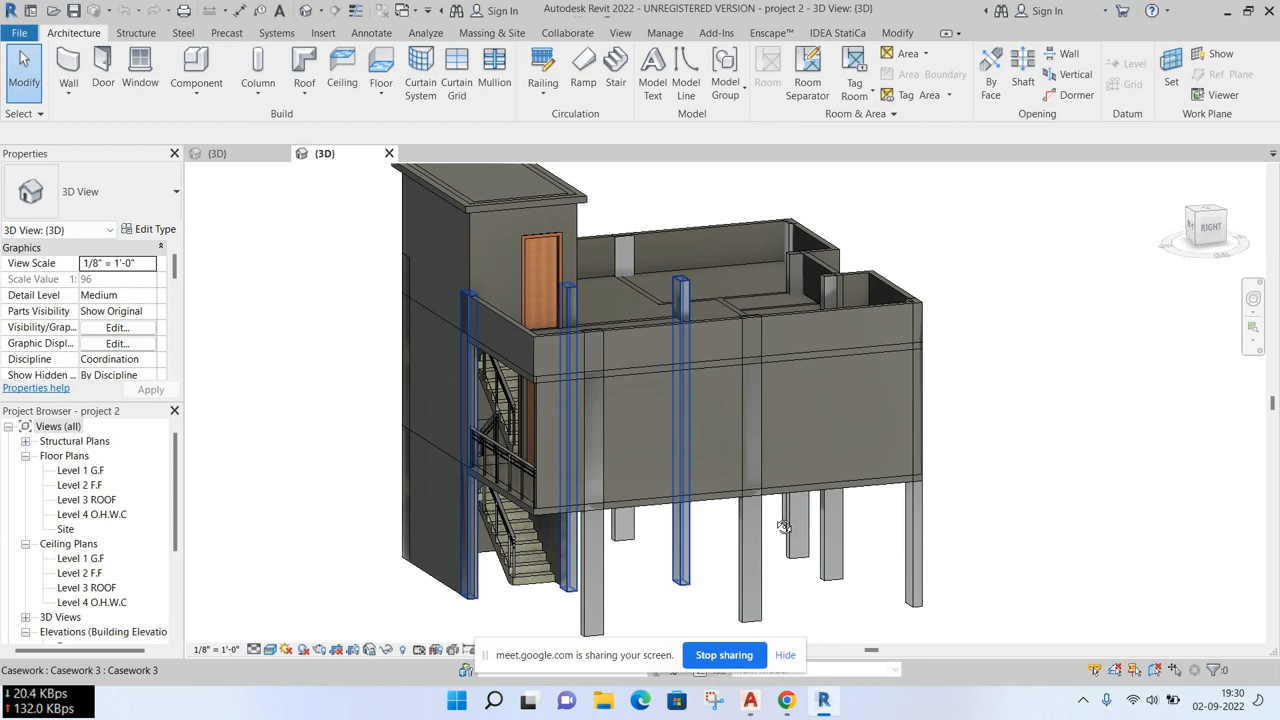 Autodesk Revit 2022 - UNREGISTERED VERSION - project 2 - 3D View: {3D}
Sign In
Sign In
File Architecture Structure Steel Precast Systems Insert Annotate Analyze Massing & Site Collaborate View Manage Add-Ins Enscape™ IDEA StatiCa Modify
Modify
Wall Door Window Component Column Roof Ceiling Floor Curtain System Curtain Grid Mullion
Railing Ramp Stair
Model Text Model Line Model Group
Room Room Separator Tag Room
Area
Area Boundary
Tag Area
By Face Shaft
Wall
Vertical
Dormer
Level
Grid
Set
Show
Ref Plane
Viewer
Select Build Circulation Model Room & Area Opening Datum Work Plane
Properties
{3D}
{3D}
3D View
3D View: {3D} Edit Type
Graphics
View Scale 1/8" = 1'-0"
Scale Value 1: 96
Detail Level Medium
Parts Visibility Show Original
Visibility/Grap... Edit...
Graphic Displ... Edit...
Discipline Coordination
Show Hidden ... By Discipline
Properties help Apply
Project Browser - project 2
Views (all)
Structural Plans
Floor Plans
Level 1 G.F
Level 2 F.F
Level 3 ROOF
Level 4 O.H.W.C
Site
Ceiling Plans
Level 1 G.F
Level 2 F.F
Level 3 ROOF
Level 4 O.H.W.C
3D Views
Elevations (Building Elevatio
RIGHT
1/8" = 1'-0"
meet.google.com is sharing your screen. Stop sharing Hide
Casework : Casework 3 : Casework 3
:0
20.4 KBps
132.0 KBps
19:30
02-09-2022